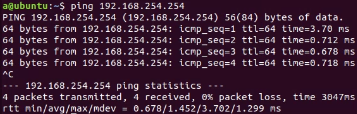 a@ubuntu:~$ ping 192.168.254.254
PING 192.168.254.254 (192.168.254.254) 56(84) bytes of data.
64 bytes from 192.168.254.254: icmp_seq=1 ttl=64 time=3.70 ms
64 bytes from 192.168.254.254: icmp_seq=2 ttl=64 time=0.712 ms
64 bytes from 192.168.254.254: icmp_seq=3 ttl=64 time=0.678 ms
64 bytes from 192.168.254.254: icmp_seq=4 ttl=64 time=0.718 ms
^C
--- 192.168.254.254 ping statistics ---
4 packets transmitted, 4 received, 0% packet loss, time 3047ms
rtt min/avg/max/mdev = 0.678/1.452/3.702/1.299 ms